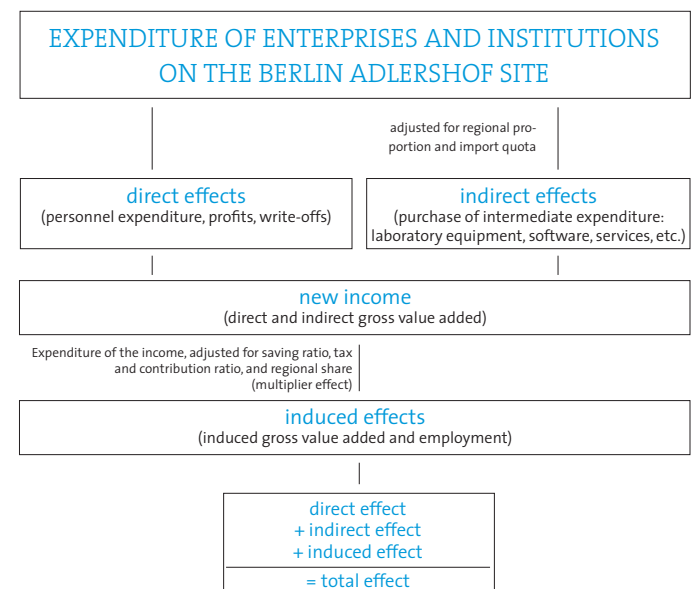 EXPENDITURE OF ENTERPRISES AND INSTITUTIONS
ON THE BERLIN ADLERSHOF SITE
adjusted for regional pro-
portion and import quota
direct effects
(personnel expenditure, profits, write-offs)
indirect effects
(purchase of intermediate expenditure:
laboratory equipment, software, services, etc.)
new income
(direct and indirect gross value added)
Expenditure of the income, adjusted for saving ratio, tax
and contribution ratio, and regional share
(multiplier effect)
induced effects
(induced gross value added and employment)
direct effect
+ indirect effect
+ induced effect
= total effect